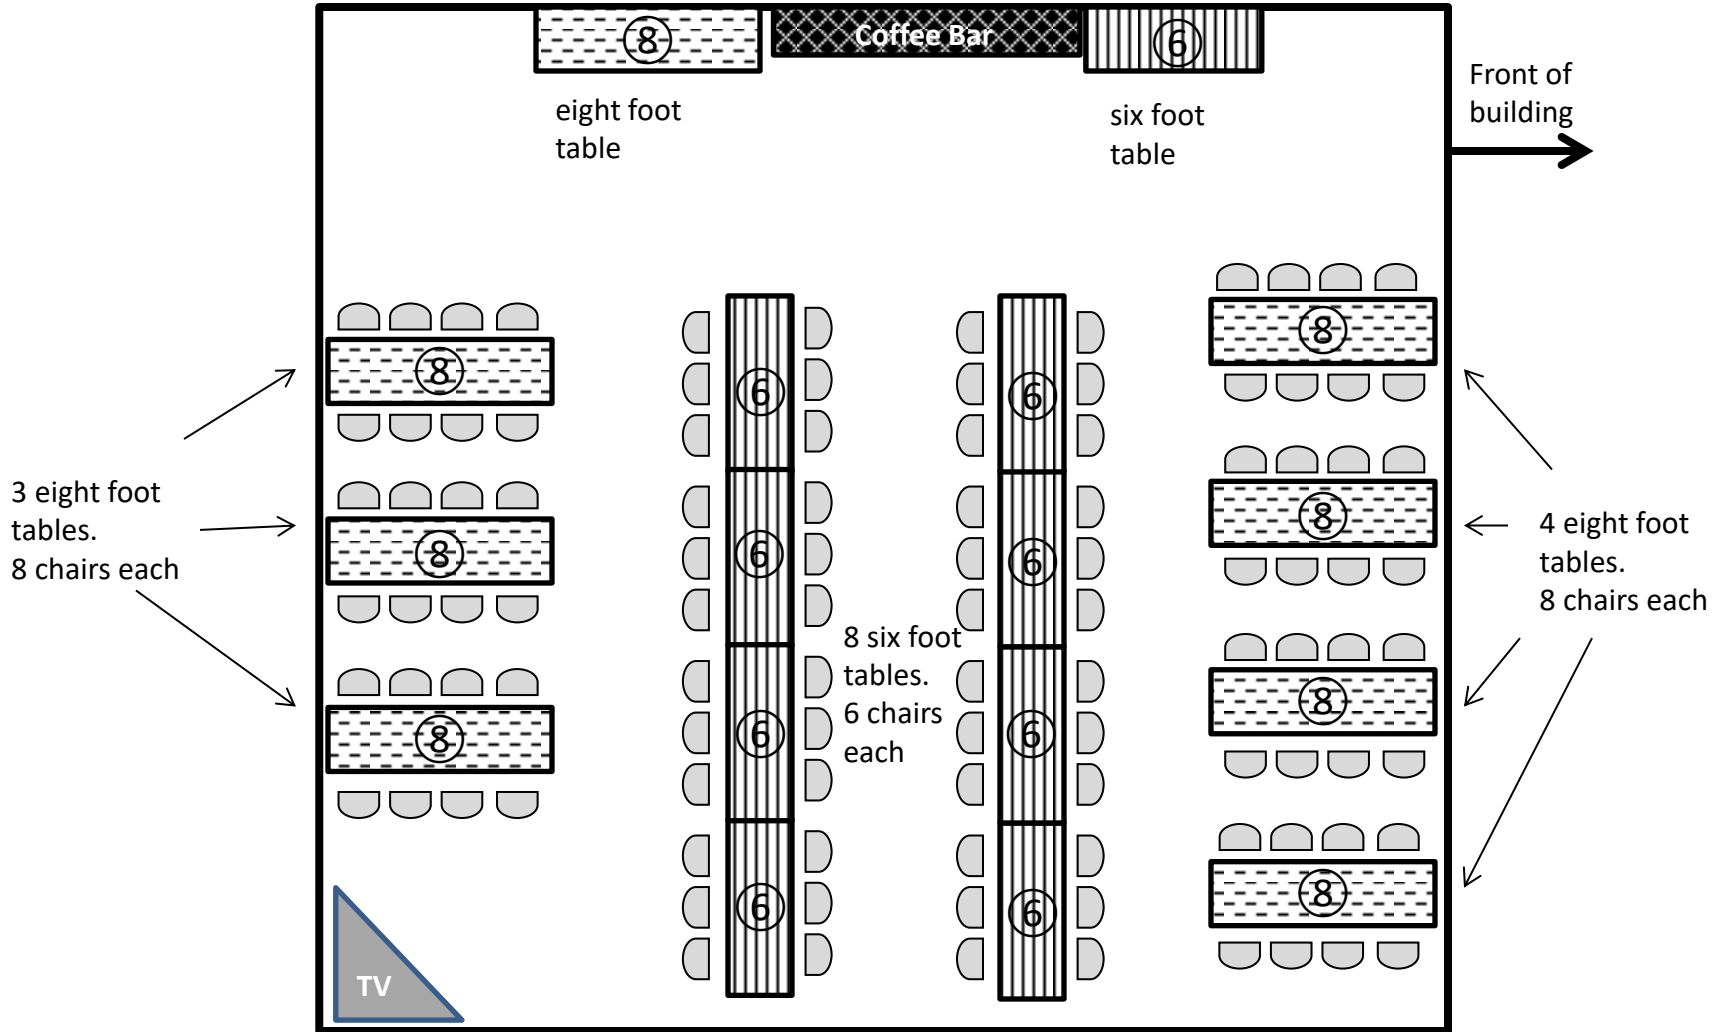 8
Coffee Bar
6
eight foot
table
six foot
table
Front of
building
8
8
6
6
3 eight foot
tables.
8 chairs each
8
6
6
8
4 eight foot
tables.
8 chairs each
8 six foot
tables.
6 chairs
each
8
6
6
8
6
6
8
TV